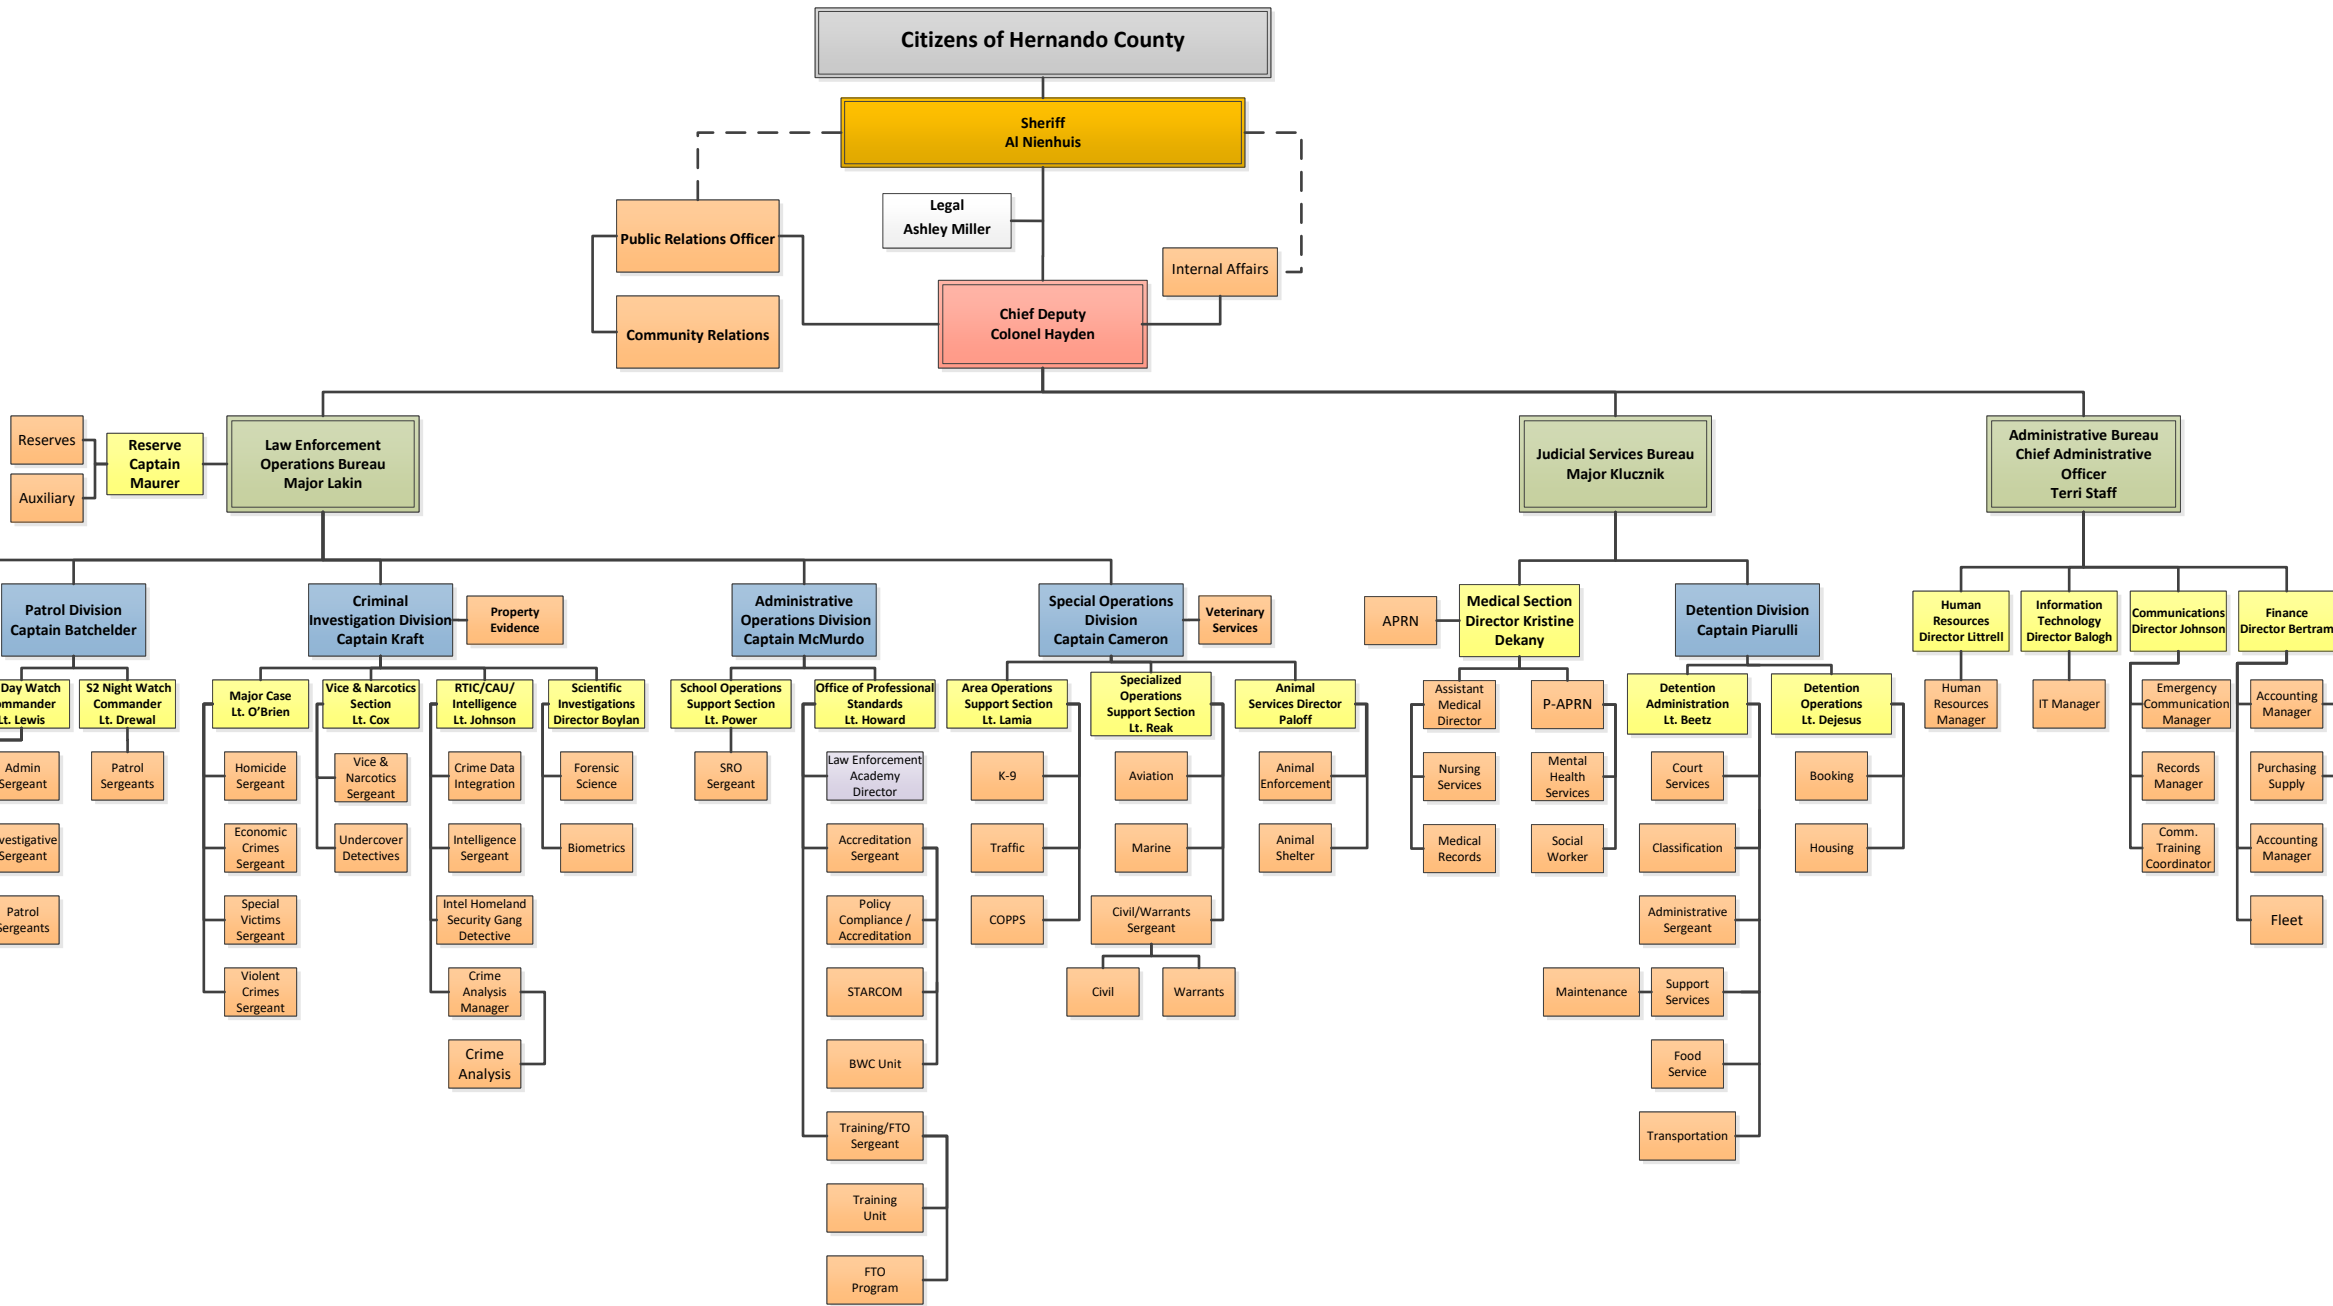 Citizens of Hernando County
Sheriff
Al Nienhuis
Legal
Ashley Miller
Public Relations Officer
Internal Affairs
Community Relations
Chief Deputy
Colonel Hayden
Reserves
Auxiliary
Reserve
Captain
Maurer
Law Enforcement
Operations Bureau
Major Lakin
Judicial Services Bureau
Major Klucznik
Administrative Bureau
Chief Administrative
Officer
Terri Staff
Patrol Division
Captain Batchelder
Criminal
Investigation Division
Captain Kraft
Property
Evidence
Administrative
Operations Division
Captain McMurdo
Special Operations
Division
Captain Cameron
Veterinary
Services
APRN
Medical Section
Director Kristine
Dekany
Detention Division
Captain Piarulli
Human
Resources
Director Littrell
Information
Technology
Director Balogh
Communications
Director Johnson
Finance
Director Bertram
Day Watch
Lt. Lewis
S2 Night Watch
Commander
Lt. Drewal
Major Case
Lt. O’Brien
Vice & Narcotics
Section
Lt. Cox
RTIC/CAU/
Intelligence
Lt. Johnson
Scientific
Investigations
Director Boylan
School Operations
Support Section
Lt. Power
Office of Professional
Standards
Lt. Howard
Area Operations
Support Section
Lt. Lamia
Specialized
Operations
Support Section
Lt. Reak
Animal
Services Director
Paloff
Assistant
Medical
Director
P-APRN
Detention
Administration
Lt. Beetz
Detention
Operations
Lt. Dejesus
Human
Resources
Manager
IT Manager
Emergency
Communication
Manager
Accounting
Manager
Admin
Sergeant
Patrol
Sergeants
Homicide
Sergeant
Vice &
Narcotics
Sergeant
Crime Data
Integration
Forensic
Science
SRO
Sergeant
Law Enforcement
Academy
Director
K-9
Aviation
Animal
Enforcement
Nursing
Services
Mental
Health
Services
Court
Services
Booking
Records
Manager
Purchasing
Supply
Sergeant
Economic
Crimes
Sergeant
Undercover
Detectives
Intelligence
Sergeant
Biometrics
Accreditation
Sergeant
Traffic
Marine
Animal
Shelter
Medical
Records
Social
Worker
Classification
Housing
Comm.
Training
Coordinator
Accounting
Manager
Patrol
Special
Victims
Sergeant
Intel Homeland
Security Gang
Detective
Policy
Compliance /
Accreditation
COPPS
Civil/Warrants
Sergeant
Administrative
Sergeant
Fleet
Violent
Crimes
Sergeant
Crime
Analysis
Manager
STARCOM
Civil
Warrants
Maintenance
Support
Services
Crime
Analysis
BWC Unit
Food
Service
Training/FTO
Sergeant
Transportation
Training
Unit
FTO
Program